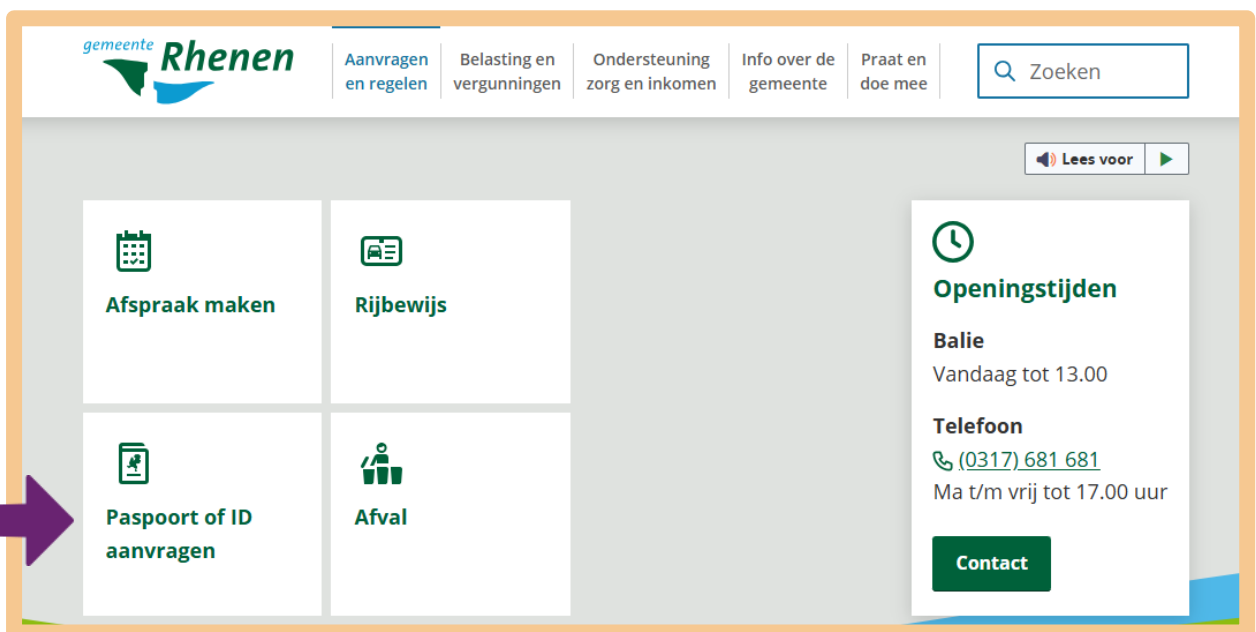 gemeente
Rhenen
Aanvragen
en regelen
Belasting en
vergunningen
Ondersteuning
zorg en inkomen
Info over de
gemeente
Praat en
doe mee
Zoeken
Lees voor
Afspraak maken
Rijbewijs
Paspoort of ID
aanvragen
Afval
Openingstijden
Balie
Vandaag tot 13.00
Telefoon
(0317) 681 681
Ma t/m vrij tot 17.00 uur
Contact